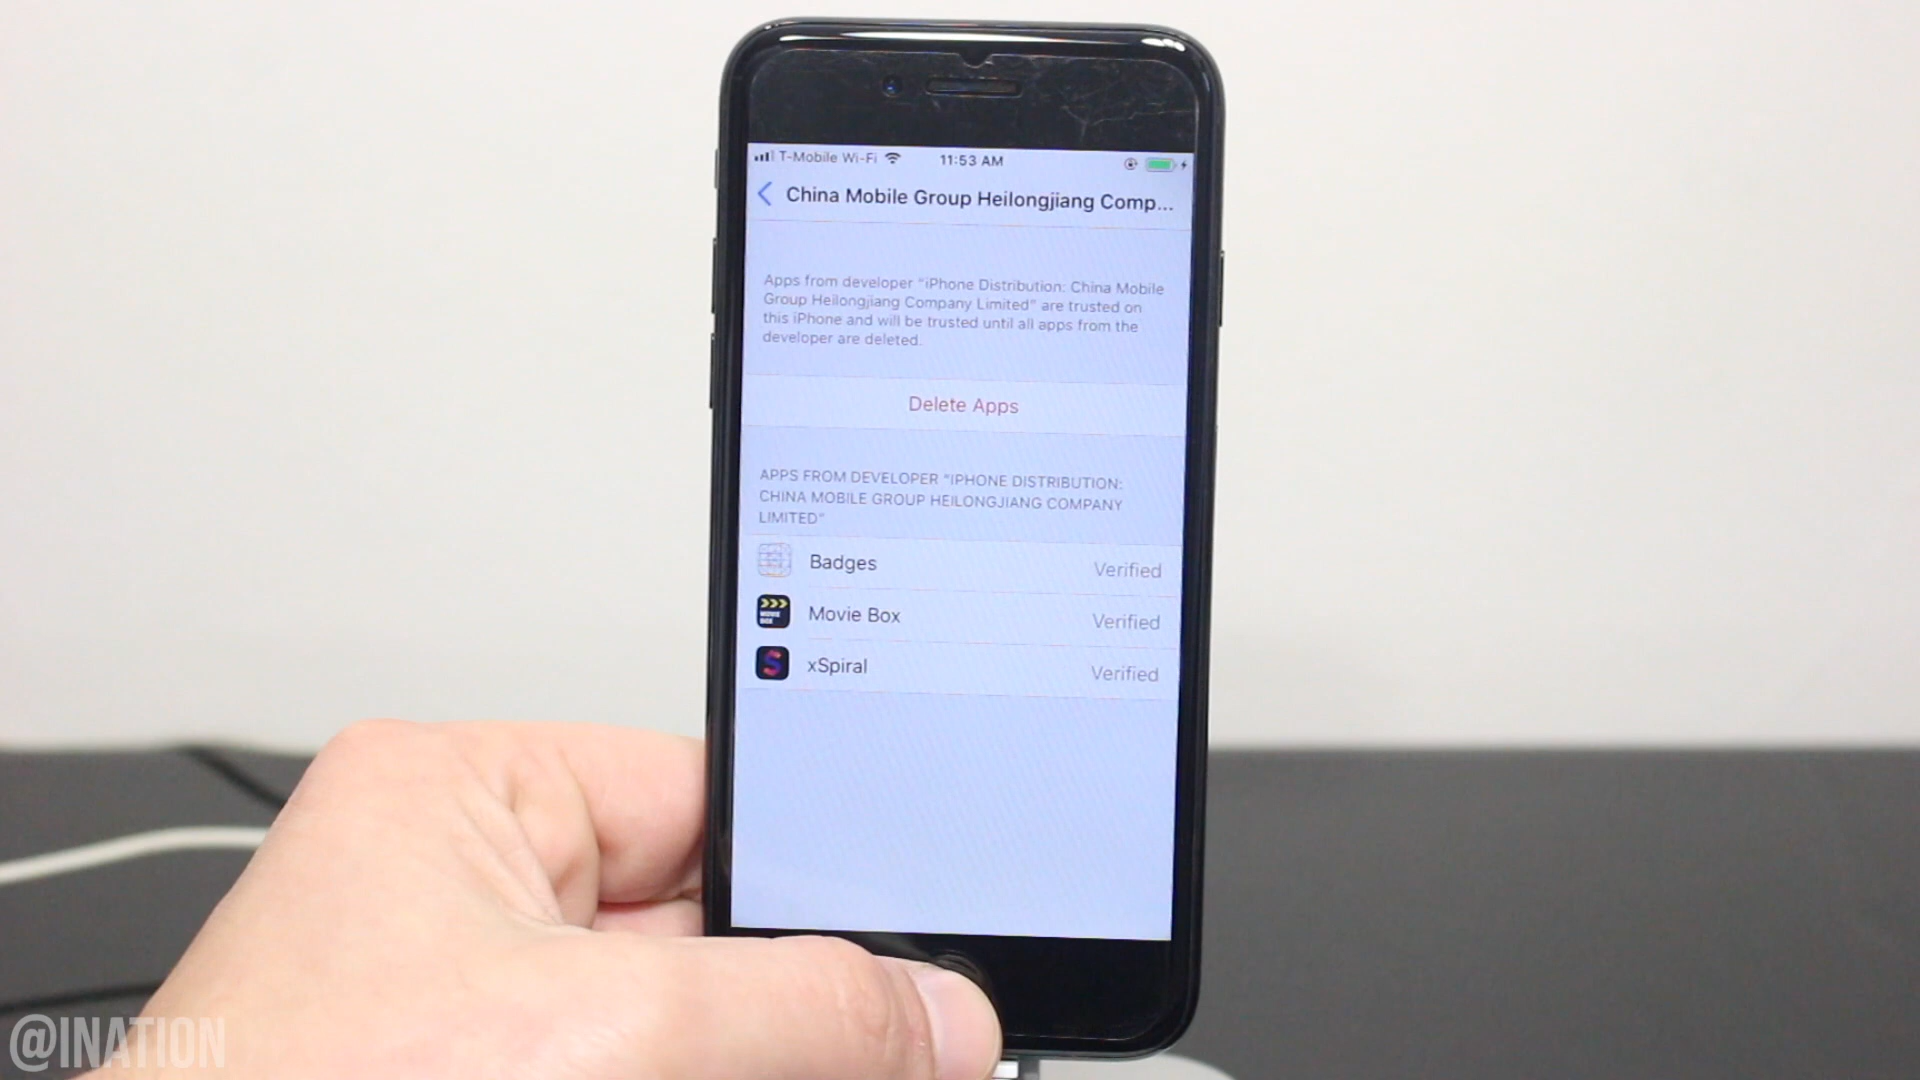 T-Mobile Wi-Fi 11:53 AM
China Mobile Group Heilongjiang Comp...
Apps from developer "iPhone Distribution: China Mobile
Group Heilongjiang Company Limited" are trusted on
this iPhone and will be trusted until all apps from the
developer are deleted.
Delete Apps
APPS FROM DEVELOPER "IPHONE DISTRIBUTION:
CHINA MOBILE GROUP HEILONGJIANG COMPANY
LIMITED"
Badges Verified
MOVIE
BOX
Movie Box Verified
S
xSpiral Verified
@INATION